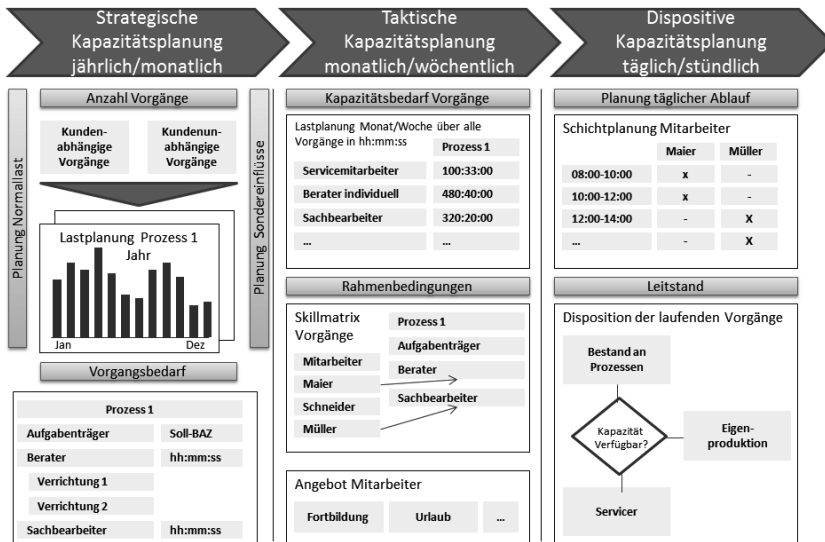 Strategische
Kapazitätsplanung
jährlich/monatlich
Taktische
Kapazitätsplanung
monatlich/wöchentlich
Dispositive
Kapazitätsplanung
täglich/stündlich
Planung Normallast
Anzahl Vorgänge
Kunden-
abhängige
Vorgänge
Kundenun-
abhängige
Vorgänge
Lastplanung Prozess 1
Jahr
Jan
Dez
Planung Sondereinflüsse
Vorgangsbedarf
Prozess 1
Aufgabenträger
Soll-BAZ
Berater
hh:mm:ss
Verrichtung 1
Verrichtung 2
Sachbearbeiter
hh:mm:ss
Kapazitätsbedarf Vorgänge
Lastplanung Monat/Woche über alle
Vorgänge in hh:mm:ss
Prozess 1
Servicemitarbeiter
100:33:00
Berater individuell
480:40:00
Sachbearbeiter
320:20:00
...
...
Rahmenbedingungen
Skillmatrix
Vorgänge
Prozess 1
Aufgabenträger
Mitarbeiter
Berater
Maier
Sachbearbeiter
Schneider
Müller
Angebot Mitarbeiter
Fortbildung
Urlaub
...
Planung täglicher Ablauf
Schichtplanung Mitarbeiter
Maier
Müller
08:00-10:00
x
-
10:00-12:00
x
-
12:00-14:00
-
X
...
-
X
Leitstand
Disposition der laufenden Vorgänge
Bestand an
Prozessen
Kapazität
Verfügbar?
Eigen-
produktion
Servicer